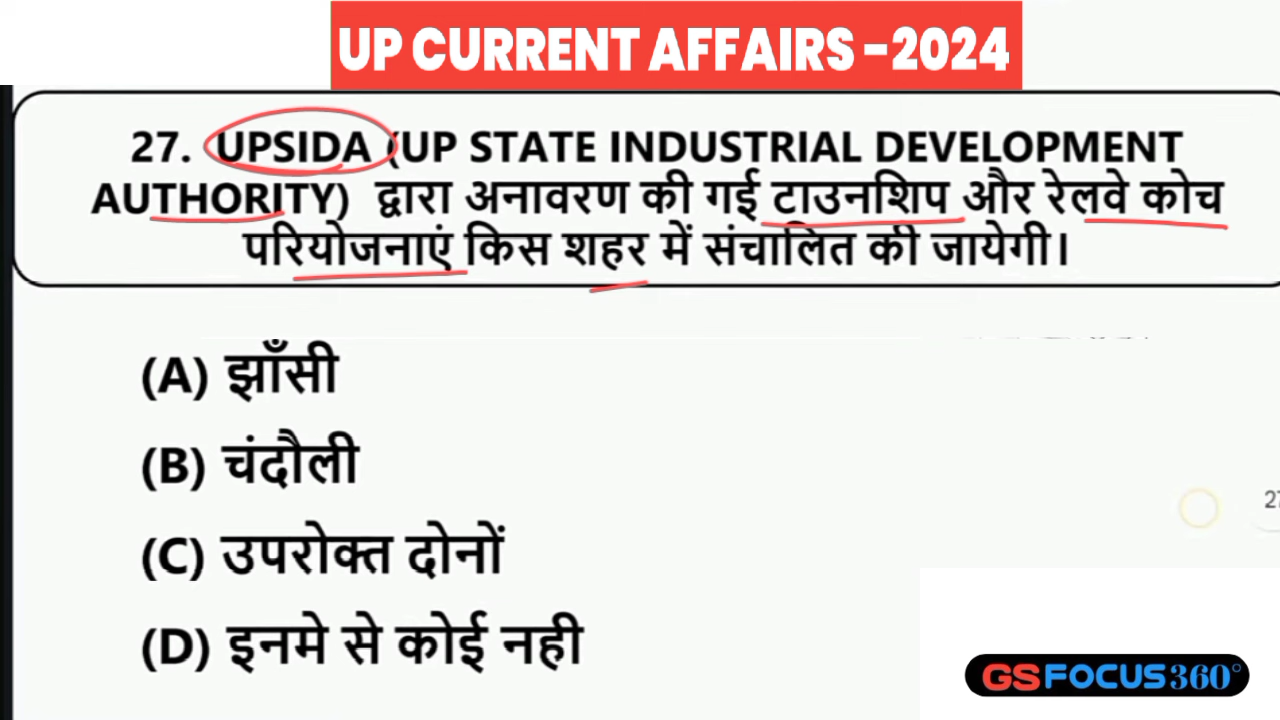 UP CURRENT AFFAIRS -2024
27. UPSIDA (UP STATE INDUSTRIAL DEVELOPMENT
AUTHORITY) द्वारा अनावरण की गई टाउनशिप और रेलवे कोच
परियोजनाएं किस शहर में संचालित की जायेगी।
(A) झाँसी
(B) चंदौली
(C) उपरोक्त दोनों
(D) इनमे से कोई नही
27
GSFOCUS360°